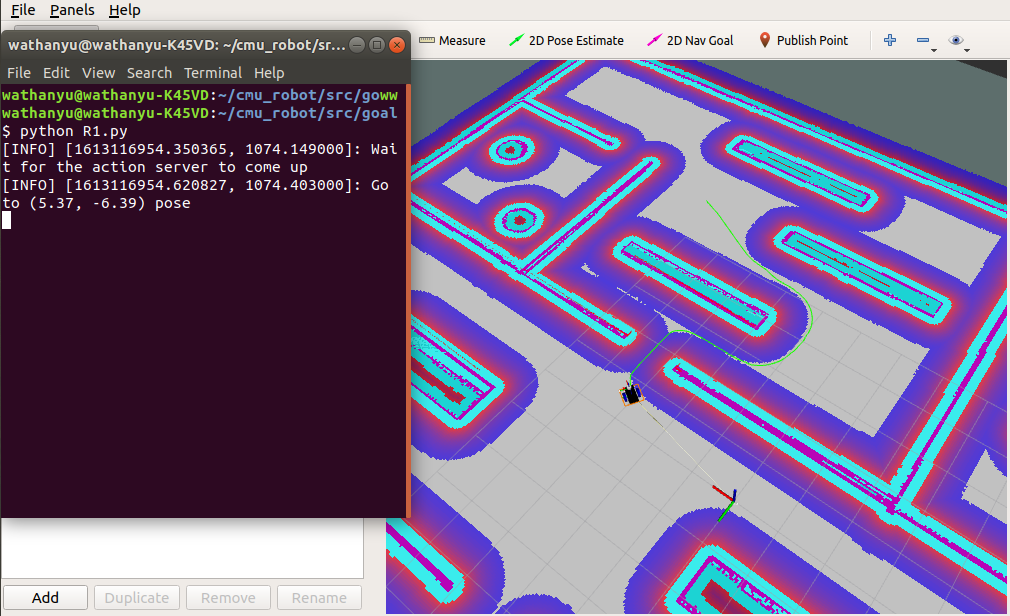 File Panels Help
wathanyu@wathanyu-K45VD: ~/cmu_robot/sr...
Measure 2D Pose Estimate 2D Nav Goal Publish Point
File Edit View Search Terminal Help
wathanyu@wathanyu-K45VD:~/cmu_robot/src/goww
wathanyu@wathanyu-K45VD:~/cmu_robot/src/goal
$ python R1.py
[INFO] [1613116954.350365, 1074.149000]: Wai
t for the action server to come up
[INFO] [1613116954.620827, 1074.403000]: Go
to (5.37, -6.39) pose
Add Duplicate Remove Rename